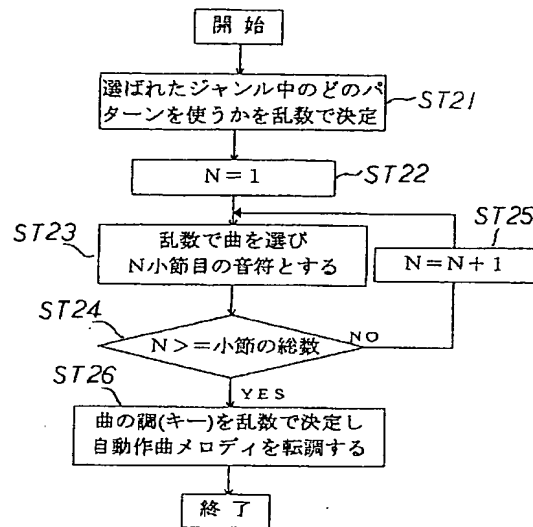 開始
選ばれたジャンル中のどのパ
ターンを使うかを乱数で決定
ST21
N=1
ST22
ST25
ST23
乱数で曲を選び
N小節目の音符とする
N=N+1
ST24
N>=小節の総数
NO
YES
ST26
曲の調(キー)を乱数で決定し
自動作曲メロディを転調する
終了